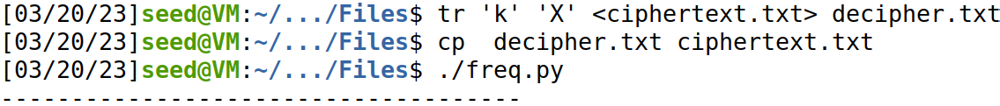 [03/20/23]seed@VM:~/.../Files$ tr 'k' 'X' <ciphertext.txt> decipher.txt
[03/20/23]seed@VM:~/.../Files$ cp  decipher.txt ciphertext.txt
[03/20/23]seed@VM:~/.../Files$ ./freq.py
-------------------------------------